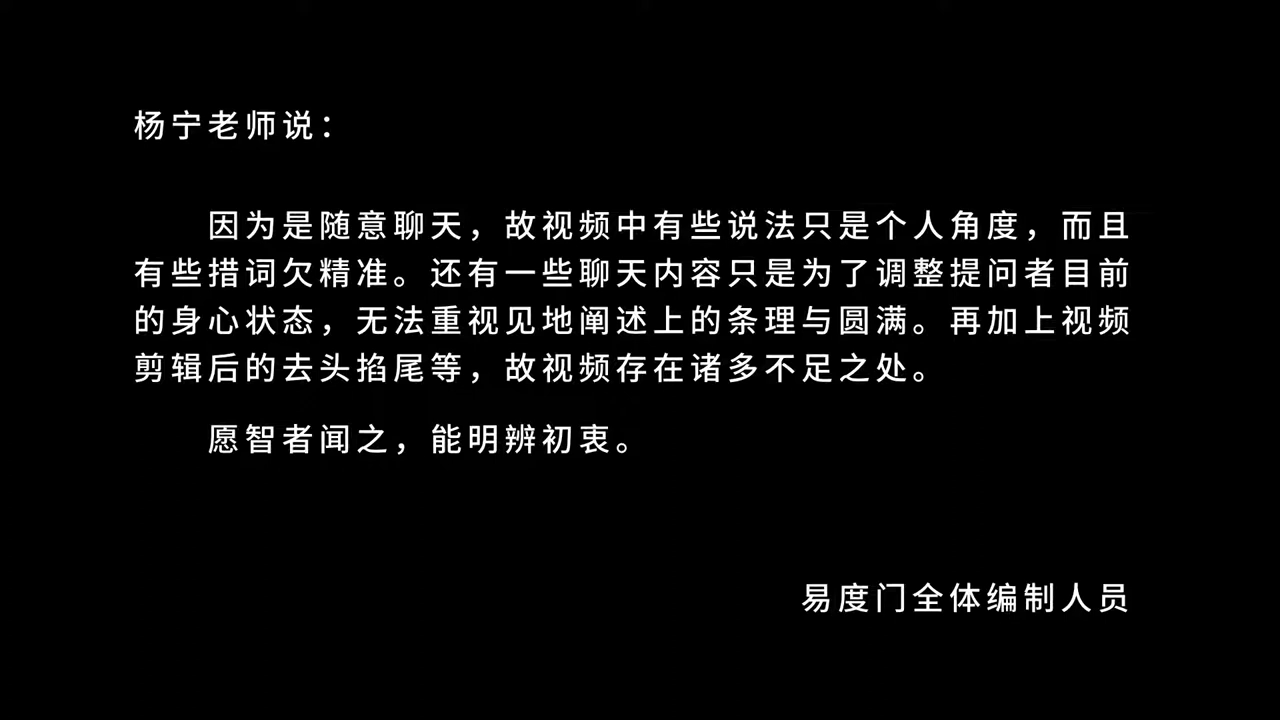 杨宁老师说：
因为是随意聊天，故视频中有些说法只是个人角度，而且
有些措词欠精准。还有一些聊天内容只是为了调整提问者目前
的身心状态，无法重视见地阐述上的条理与圆满。再加上视频
剪辑后的去头掐尾等，故视频存在诸多不足之处。
愿智者闻之，能明辨初衷。
易度门全体编制人员